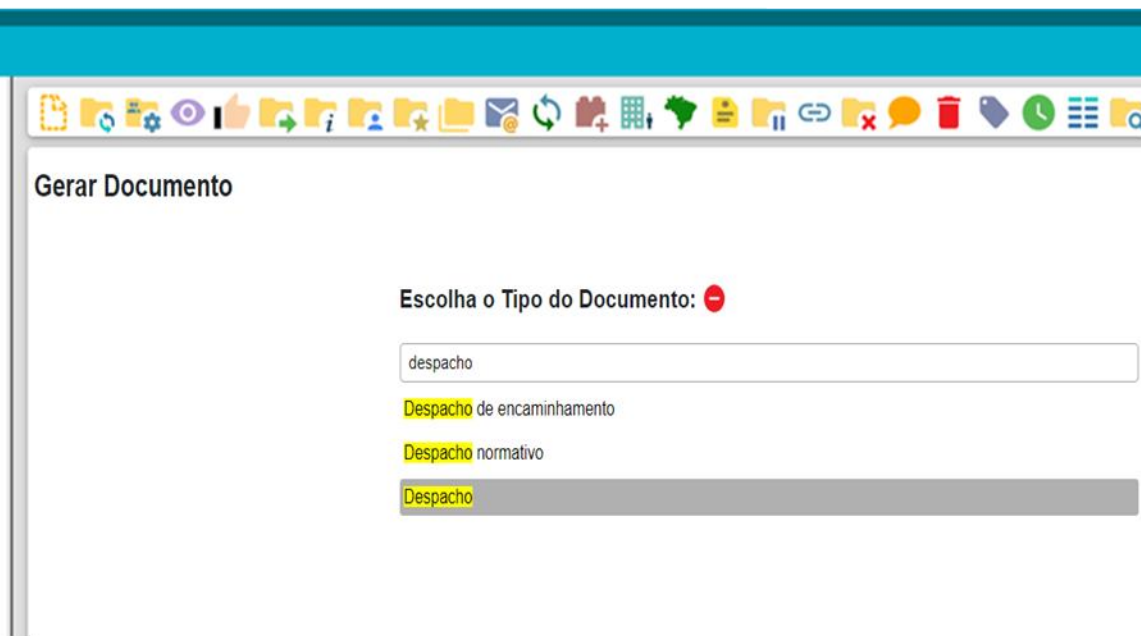 Gerar Documento
Escolha o Tipo do Documento:
despacho
Despacho de encaminhamento
Despacho normativo
Despacho